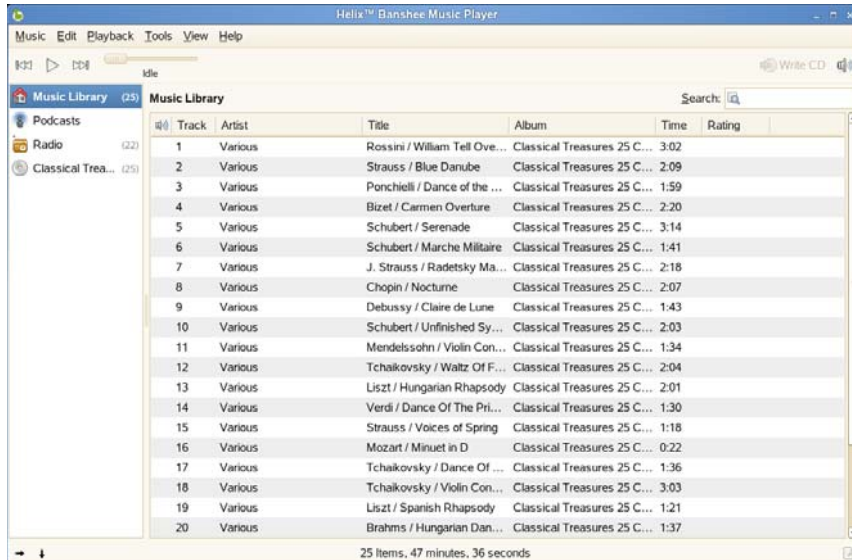 Helix™ Banshee Music Player
Music Edit Playback Tools View Help
Idle
Write CD
Music Library (25)
Podcasts
Radio (22)
Classical Trea... (25)
Music Library
Search:
Track Artist Title Album Time Rating
1 Various Rossini / William Tell Ove... Classical Treasures 25 C... 3:02
2 Various Strauss / Blue Danube Classical Treasures 25 C... 2:09
3 Various Ponchielli / Dance of the ... Classical Treasures 25 C... 1:59
4 Various Bizet / Carmen Overture Classical Treasures 25 C... 2:20
5 Various Schubert / Serenade Classical Treasures 25 C... 3:14
6 Various Schubert / Marche Militaire Classical Treasures 25 C... 1:41
7 Various J. Strauss / Radetsky Ma... Classical Treasures 25 C... 2:18
8 Various Chopin / Nocturne Classical Treasures 25 C... 2:07
9 Various Debussy / Claire de Lune Classical Treasures 25 C... 1:43
10 Various Schubert / Unfinished Sy... Classical Treasures 25 C... 2:03
11 Various Mendelssohn / Violin Con... Classical Treasures 25 C... 1:34
12 Various Tchaikovsky / Waltz Of F... Classical Treasures 25 C... 2:04
13 Various Liszt / Hungarian Rhapsody Classical Treasures 25 C... 2:01
14 Various Verdi / Dance Of The Pri... Classical Treasures 25 C... 1:30
15 Various Strauss / Voices of Spring Classical Treasures 25 C... 1:18
16 Various Mozart / Minuet in D Classical Treasures 25 C... 0:22
17 Various Tchaikovsky / Dance Of ... Classical Treasures 25 C... 1:36
18 Various Tchaikovsky / Violin Con... Classical Treasures 25 C... 3:03
19 Various Liszt / Spanish Rhapsody Classical Treasures 25 C... 1:21
20 Various Brahms / Hungarian Dan... Classical Treasures 25 C... 1:37
25 Items, 47 minutes, 36 seconds